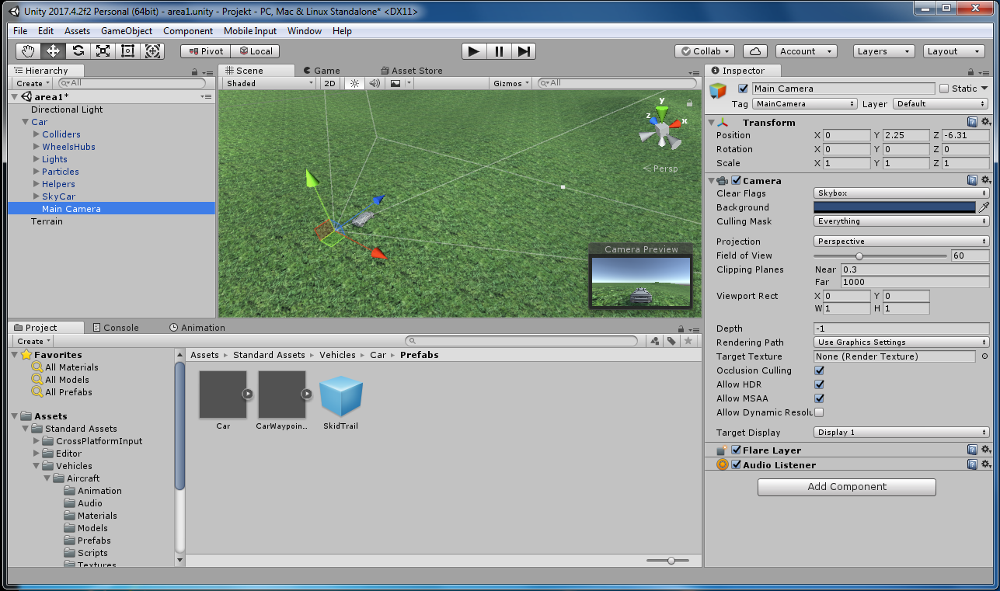 Unity 2017.4.2f2 Personal (64bit) - area1.unity - Projekt - PC, Mac & Linux Standalone* <DX11>
File Edit Assets GameObject Component Mobile Input Window Help
Pivot Local Collab Account Layers Layout
Hierarchy
Create All
area1*
Directional Light
Car
Colliders
WheelsHubs
Lights
Particles
Helpers
SkyCar
Main Camera
Terrain
Scene Game Asset Store
Shaded 2D Gizmos All
y
z x
Persp
Camera Preview
Inspector
Main Camera Static
Tag MainCamera Layer Default
Transform
Position X 0 Y 2.25 Z -6.31
Rotation X 0 Y 0 Z 0
Scale X 1 Y 1 Z 1
Camera
Clear Flags Skybox
Background
Culling Mask Everything
Projection Perspective
Field of View 60
Clipping Planes Near 0.3
Far 1000
Viewport Rect X 0 Y 0
W 1 H 1
Depth -1
Rendering Path Use Graphics Settings
Target Texture None (Render Texture)
Occlusion Culling
Allow HDR
Allow MSAA
Allow Dynamic Resolu
Target Display Display 1
Flare Layer
Audio Listener
Add Component
Project Console Animation
Create
Favorites
All Materials
All Models
All Prefabs
Assets
Standard Assets
CrossPlatformInput
Editor
Vehicles
Aircraft
Animation
Audio
Materials
Models
Prefabs
Scripts
Textures
Assets Standard Assets Vehicles Car Prefabs
Car CarWaypoin... SkidTrail